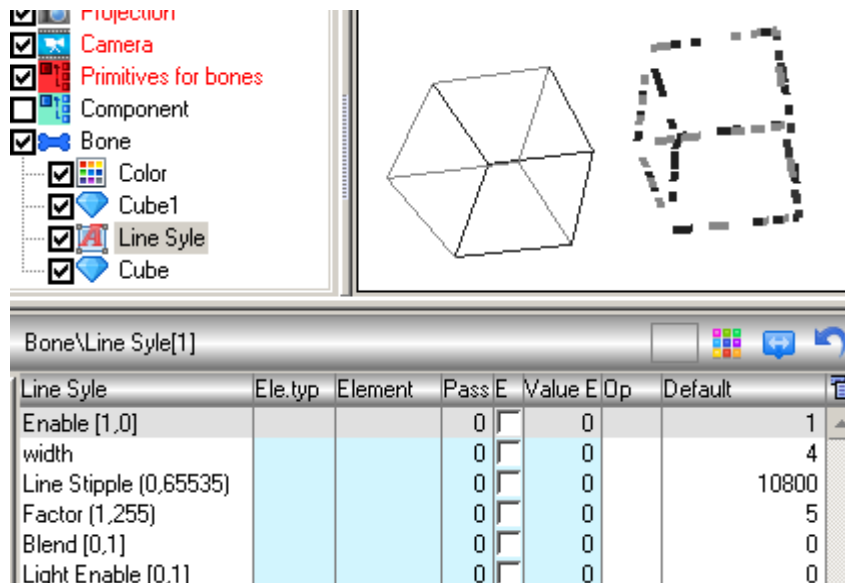 Projection
Camera
Primitives for bones
Component
Bone
Color
Cube1
Line Syle
Cube
Bone\Line Syle[1]
Line Syle Ele.typ Element Pass E Value E Op Default
Enable [1,0] 0 0 1
width 0 0 4
Line Stipple (0,65535) 0 0 10800
Factor (1,255) 0 0 5
Blend [0,1] 0 0 0
Light Enable [0,1] 0 0 0